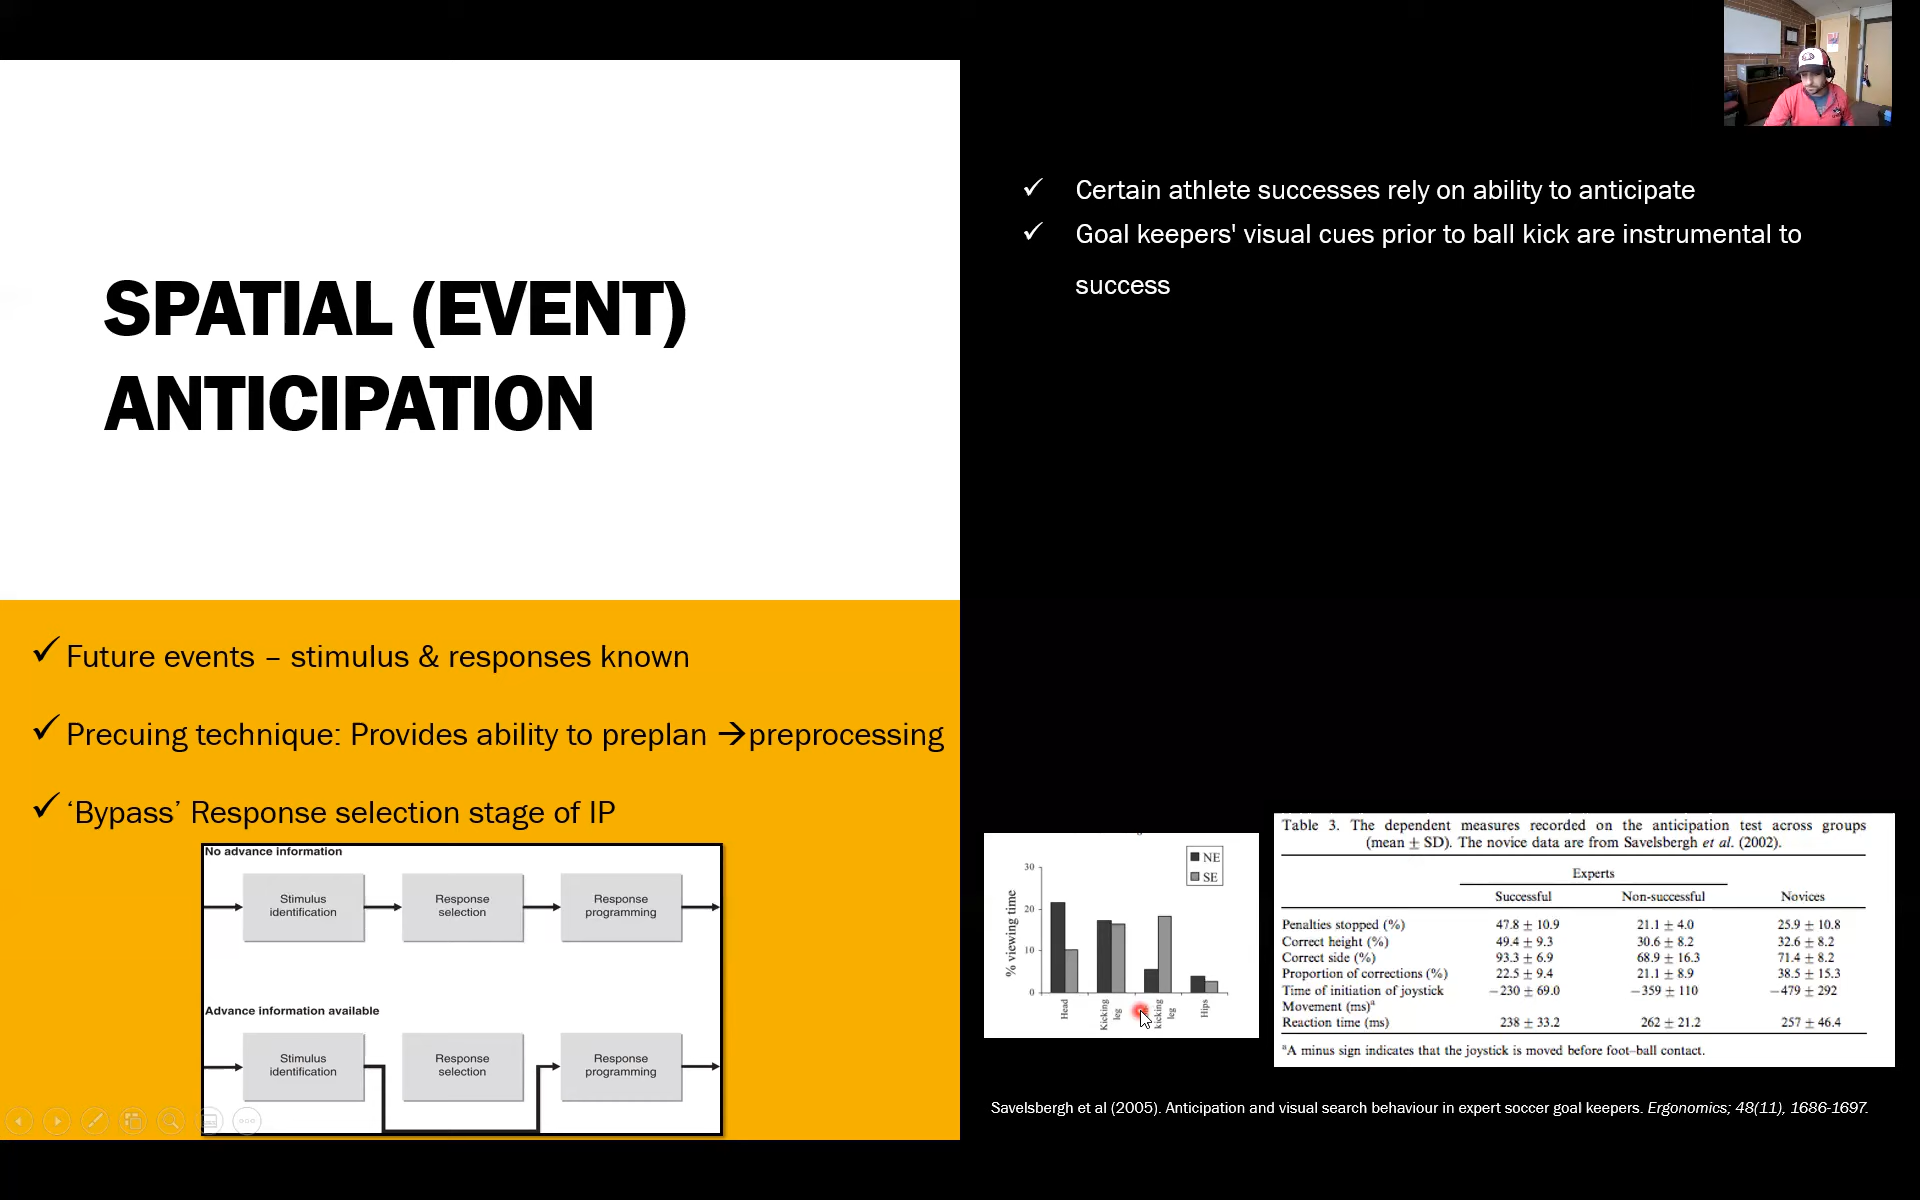 SPATIAL (EVENT)
ANTICIPATION
✓ Future events – stimulus & responses known
✓ Precuing technique: Provides ability to preplan →preprocessing
✓ ‘Bypass’ Response selection stage of IP
No advance information
Stimulus
identification
Response
selection
Response
programming
Advance information available
Stimulus
identification
Response
selection
Response
programming
✓ Certain athlete successes rely on ability to anticipate
✓ Goal keepers' visual cues prior to ball kick are instrumental to
success
NE
SE
% viewing time
30
20
10
0
Head
Kicking
leg
kicking
leg
Hips
Table 3. The dependent measures recorded on the anticipation test across groups
(mean ± SD). The novice data are from Savelsbergh et al. (2002).
Experts
Successful Non-successful Novices
Penalties stopped (%) 47.8 ± 10.9 21.1 ± 4.0 25.9 ± 10.8
Correct height (%) 49.4 ± 9.3 30.6 ± 8.2 32.6 ± 8.2
Correct side (%) 93.3 ± 6.9 68.9 ± 16.3 71.4 ± 8.2
Proportion of corrections (%) 22.5 ± 9.4 21.1 ± 8.9 38.5 ± 15.3
Time of initiation of joystick −230 ± 69.0 −359 ± 110 −479 ± 292
Movement (ms)ᵃ
Reaction time (ms) 238 ± 33.2 262 ± 21.2 257 ± 46.4
ᵃA minus sign indicates that the joystick is moved before foot–ball contact.
Savelsbergh et al (2005). Anticipation and visual search behaviour in expert soccer goal keepers. Ergonomics; 48(11), 1686-1697.